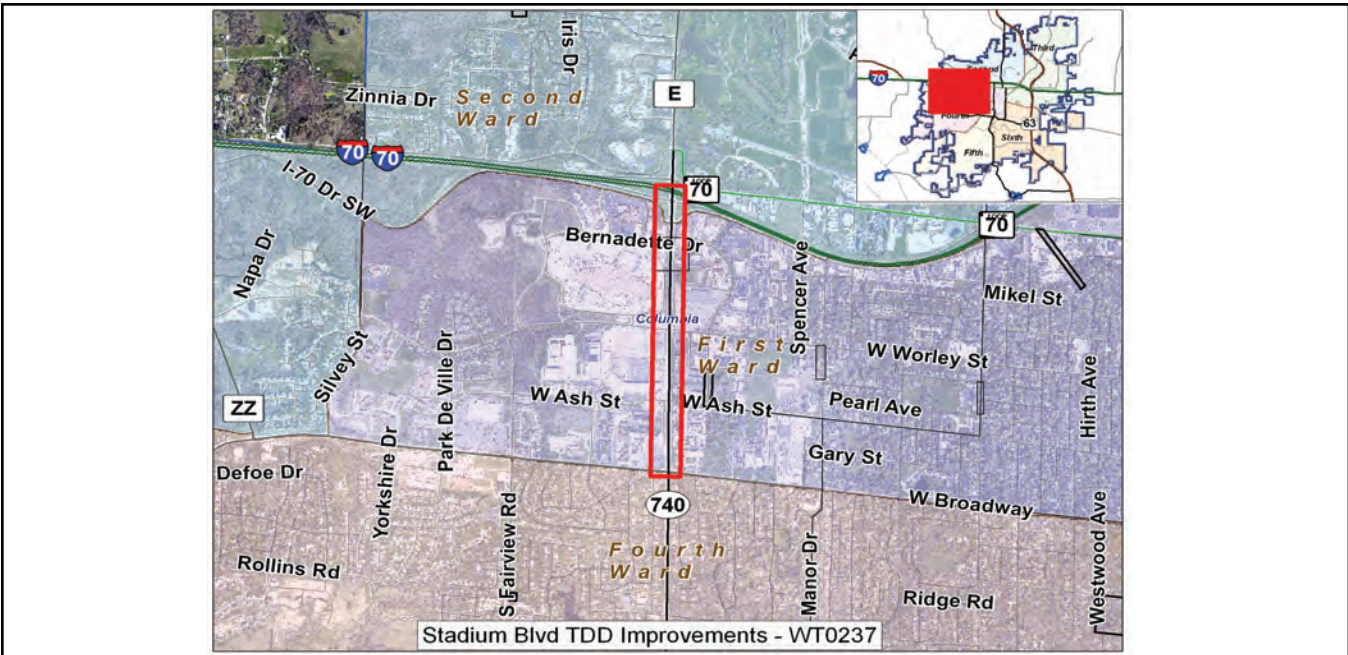 Iris Dr
E
Zinnia Dr
Second
Ward
70
70
I-70 Dr SW
LOOP
70
LOOP
70
Bernadette Dr
Napa Dr
Spencer Ave
Mikel St
Columbia
First
Ward
W Worley St
Silvey St
Park De Ville Dr
W Ash St
W Ash St
Pearl Ave
Hirth Ave
ZZ
Yorkshire Dr
Gary St
Defoe Dr
S Fairview Rd
740
W Broadway
Fourth
Ward
Manor Dr
Westwood Ave
Rollins Rd
Ridge Rd
Stadium Blvd TDD Improvements - WT0237
Third
70
Fourth
63
Sixth
Fifth